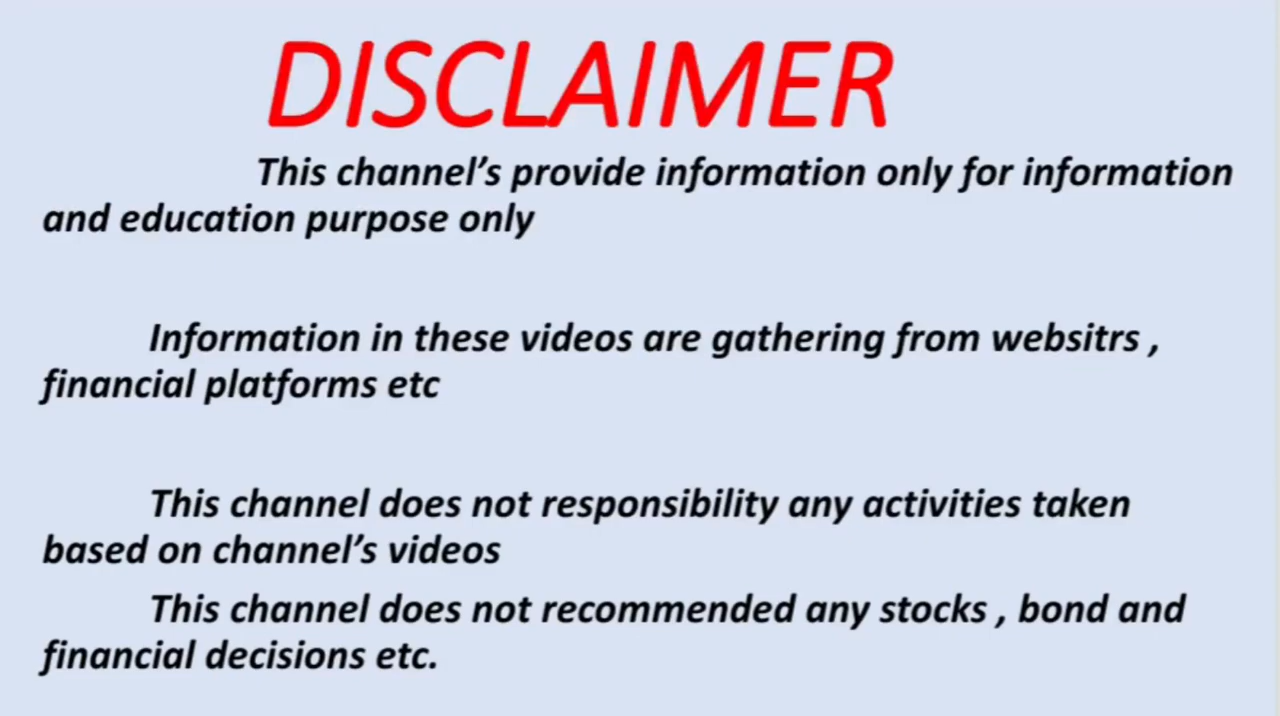 DISCLAIMER
This channel's provide information only for information
and education purpose only
Information in these videos are gathering from websitrs ,
financial platforms etc
This channel does not responsibility any activities taken
based on channel's videos
This channel does not recommended any stocks , bond and
financial decisions etc.